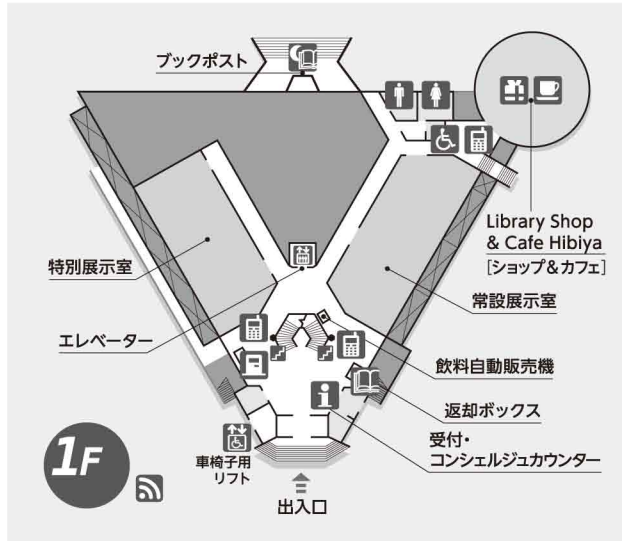 ブックポスト
Library Shop
& Cafe Hibiya
[ショップ&カフェ]
特別展示室
常設展示室
エレベーター
飲料自動販売機
返却ボックス
受付・
コンシェルジュカウンター
1F
車椅子用
リフト
出入口